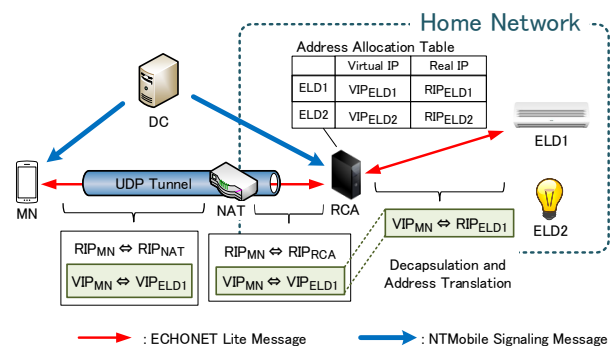 Home Network
Address Allocation Table
Virtual IP Real IP
ELD1 VIPELD1 RIPELD1
ELD2 VIPELD2 RIPELD2
DC
ELD1
UDP Tunnel
MN NAT RCA
ELD2
VIPMN ⇔ RIPELD1
RIPMN ⇔ RIPNAT
VIPMN ⇔ VIPELD1
RIPMN ⇔ RIPRCA
VIPMN ⇔ VIPELD1
Decapsulation and
Address Translation
: ECHONET Lite Message
: NTMobile Signaling Message